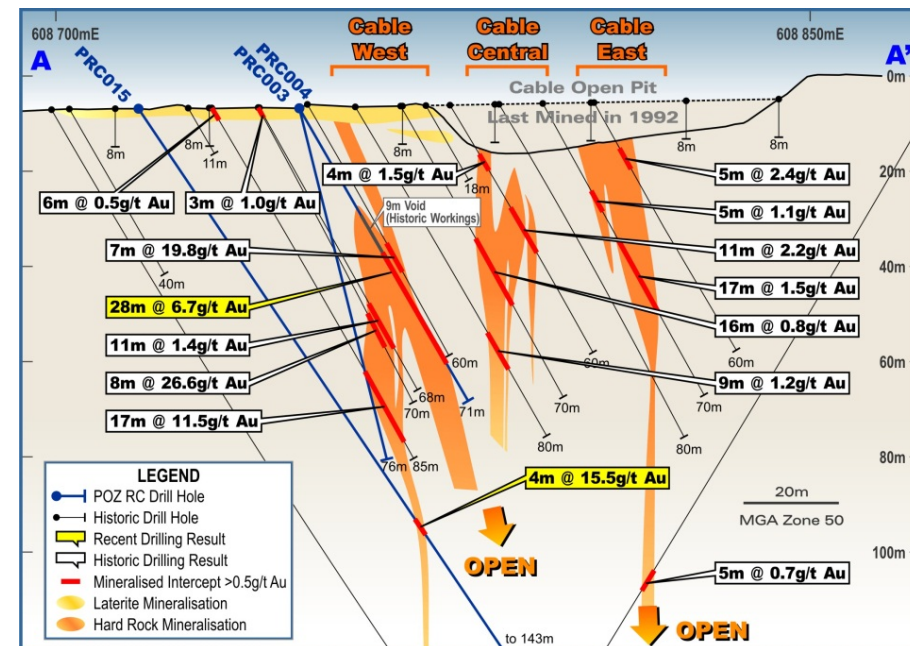 608 700mE
608 850mE
Cable
West
Cable
Central
Cable
East
A
A'
PRC015
PRC004
PRC003
0m
Cable Open Pit
Last Mined in 1992
8m
8m
11m
8m
8m
8m
20m
4m @ 1.5g/t Au
18m
5m @ 2.4g/t Au
6m @ 0.5g/t Au
3m @ 1.0g/t Au
9m Void
(Historic Workings)
5m @ 1.1g/t Au
7m @ 19.8g/t Au
11m @ 2.2g/t Au
40m
40m
17m @ 1.5g/t Au
28m @ 6.7g/t Au
16m @ 0.8g/t Au
11m @ 1.4g/t Au
60m
60m
60m
60m
8m @ 26.6g/t Au
9m @ 1.2g/t Au
68m
70m
71m
70m
70m
17m @ 11.5g/t Au
80m
76m
80m
76m
85m
4m @ 15.5g/t Au
LEGEND
POZ RC Drill Hole
Historic Drill Hole
Recent Drilling Result
Historic Drilling Result
Mineralised Intercept >0.5g/t Au
Laterite Mineralisation
Hard Rock Mineralisation
20m
MGA Zone 50
100m
OPEN
5m @ 0.7g/t Au
OPEN
to 143m